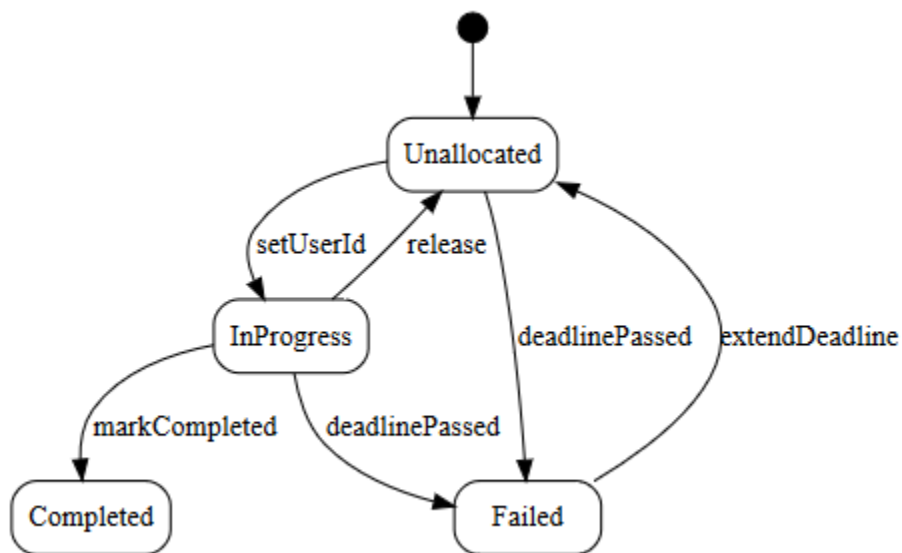 Unallocated
setUserId
release
InProgress
deadlinePassed
extendDeadline
markCompleted
deadlinePassed
Completed
Failed